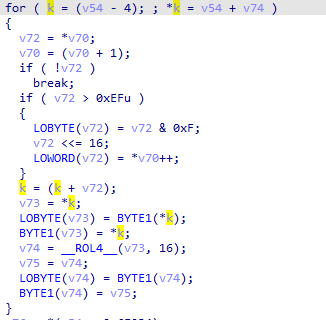 for ( k = (v54 - 4); ; *k = v54 + v74 )
{
v72 = *v70;
v70 = (v70 + 1);
if ( !v72 )
break;
if ( v72 > 0xEFu )
{
LOBYTE(v72) = v72 & 0xF;
v72 <<= 16;
LOWORD(v72) = *v70++;
}
k = (k + v72);
v73 = *k;
LOBYTE(v73) = BYTE1(*k);
BYTE1(v73) = *k;
v74 = __ROL4__(v73, 16);
v75 = v74;
LOBYTE(v74) = BYTE1(v74);
BYTE1(v74) = v75;
}